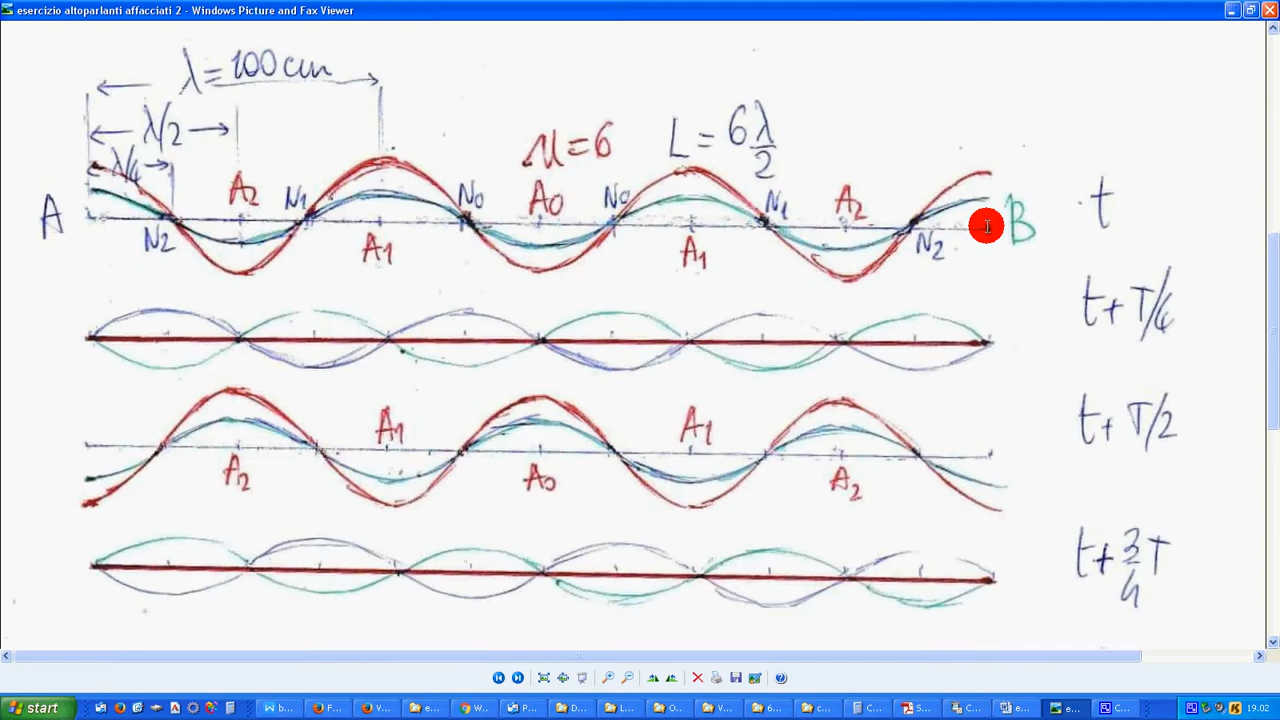 esercizio altoparlanti affacciati 2 - Windows Picture and Fax Viewer
λ = 100 cm
λ/2
λ/4
n = 6 L = 6 λ/2
A2 N1 N0 A0 N0 N1 A2 t
A N2 A1 A1 N2 B
t + T/4
A1 A1 t + T/2
A2 A0 A2
t + 3/4 T
start
19.02